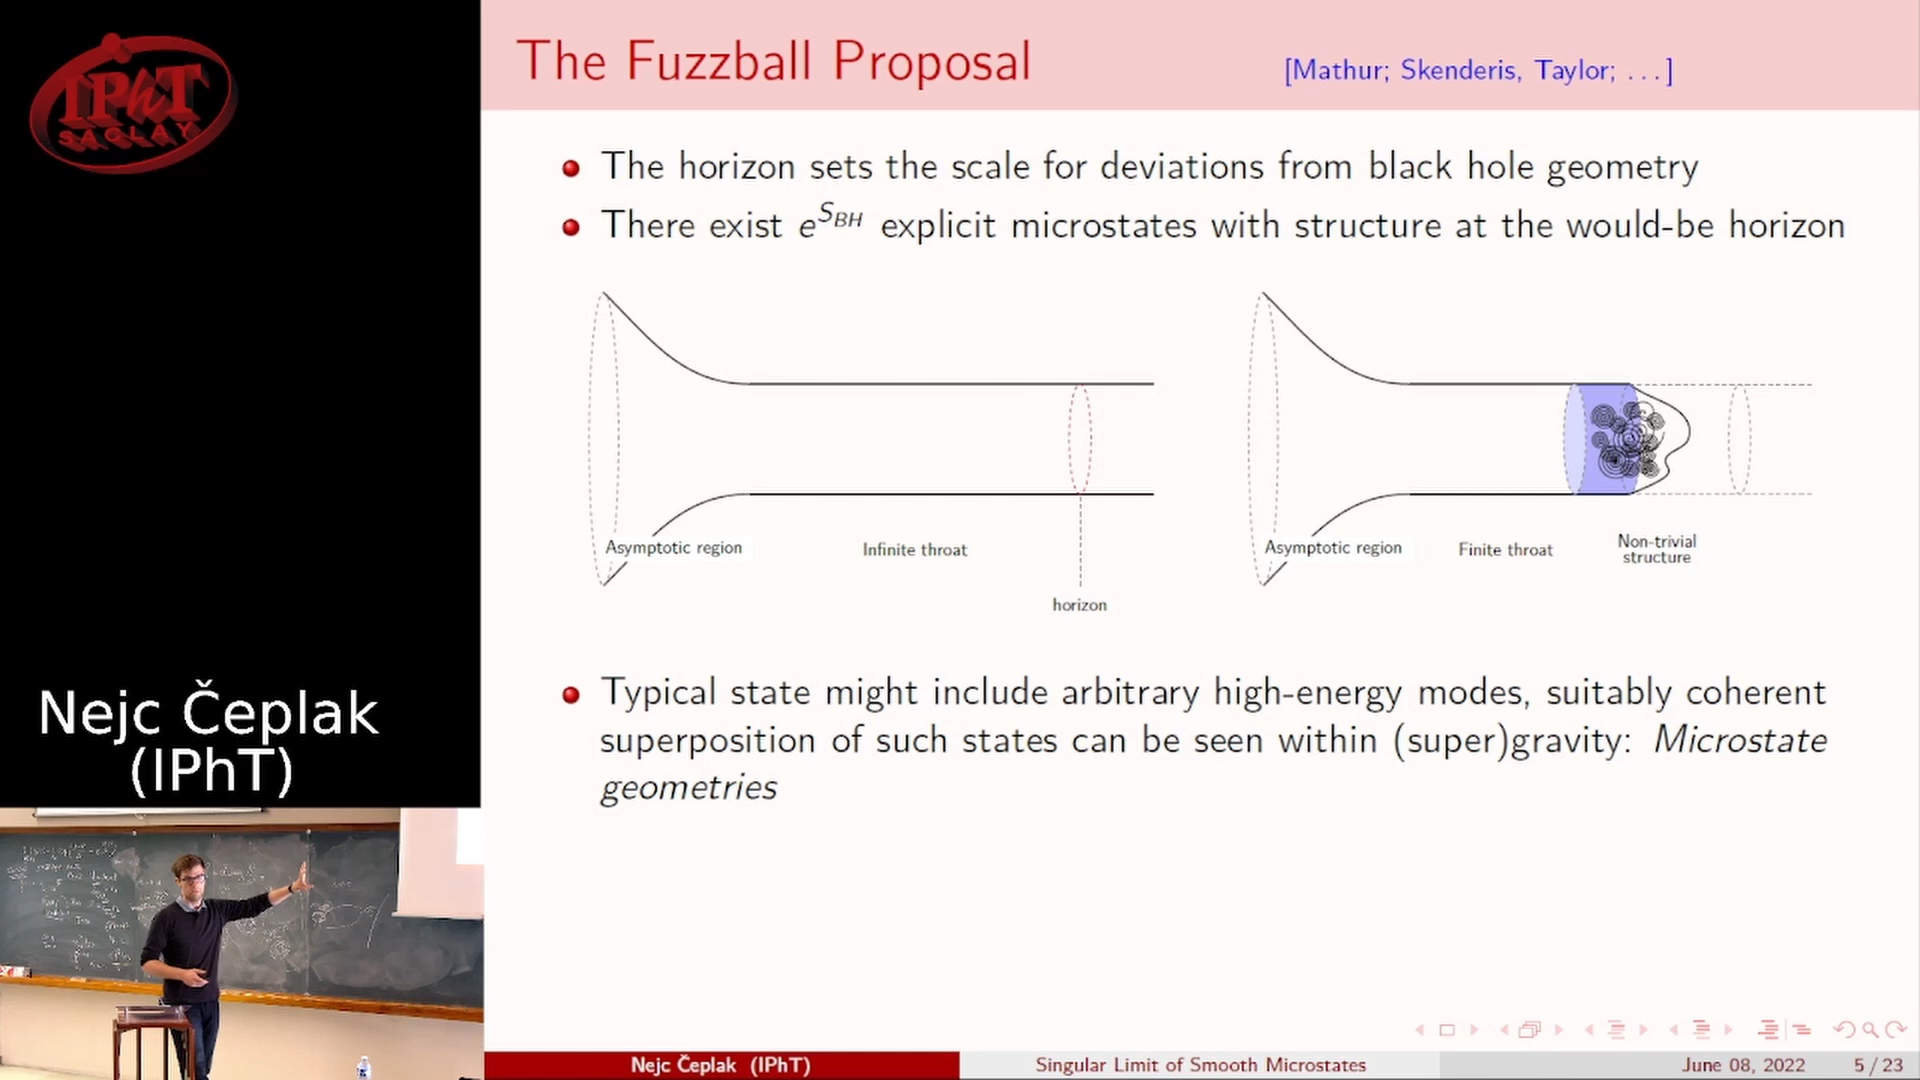 IPhT
SACLAY
Nejc Čeplak
(IPhT)
The Fuzzball Proposal
[Mathur; Skenderis, Taylor; ...]
The horizon sets the scale for deviations from black hole geometry
There exist e^{S_{BH}} explicit microstates with structure at the would-be horizon
Asymptotic region
Infinite throat
horizon
Asymptotic region
Finite throat
Non-trivial
structure
Typical state might include arbitrary high-energy modes, suitably coherent
superposition of such states can be seen within (super)gravity: Microstate
geometries
Nejc Čeplak (IPhT)
Singular Limit of Smooth Microstates
June 08, 2022
5 / 23